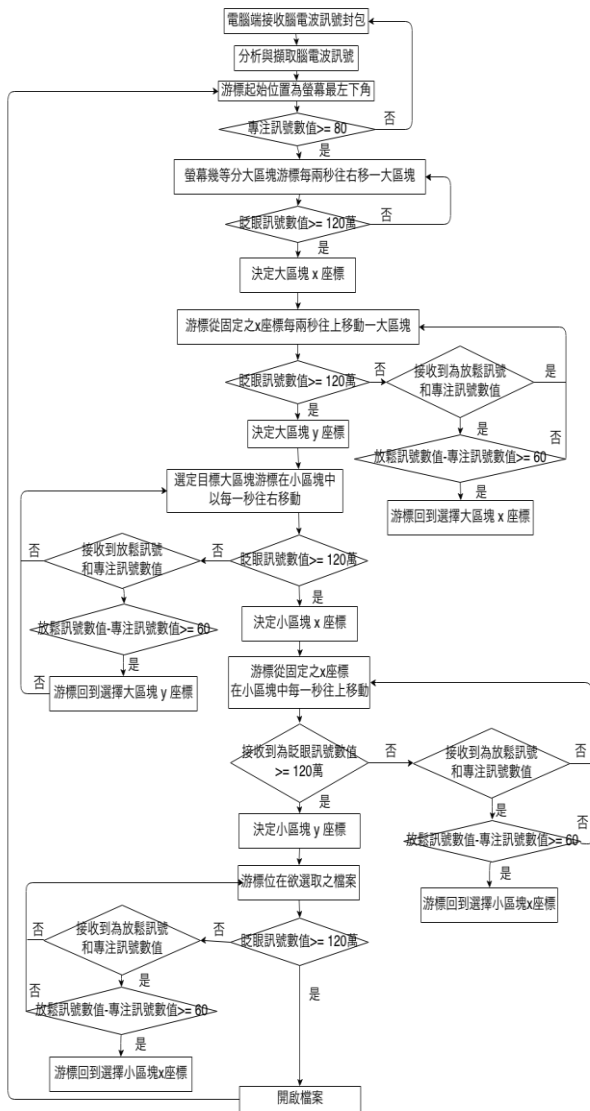 電腦端接收腦電波訊號封包
分析與擷取腦電波訊號
游標起始位置為螢幕最左下角
專注訊號數值>= 80
否
是
螢幕幾等分大區塊游標每兩秒往右移一大區塊
眨眼訊號數值>= 120萬
否
是
決定大區塊 x 座標
游標從固定之x座標每兩秒往上移動一大區塊
眨眼訊號數值>= 120萬
否
接收到為放鬆訊號
和專注訊號數值
是
是
決定大區塊 y 座標
是
放鬆訊號數值-專注訊號數值>= 60
否
是
游標回到選擇大區塊 x 座標
選定目標大區塊游標在小區塊中
以每一秒往右移動
眨眼訊號數值>= 120萬
否
接收到放鬆訊號
和專注訊號數值
否
是
放鬆訊號數值-專注訊號數值>= 60
是
否
游標回到選擇大區塊 y 座標
是
決定小區塊 x 座標
游標從固定之x座標
在小區塊中每一秒往上移動
接收到為眨眼訊號數值
>= 120萬
否
接收到為放鬆訊號
和專注訊號數值
否
是
放鬆訊號數值-專注訊號數值>= 60
否
是
游標回到選擇小區塊x座標
是
決定小區塊 y 座標
游標位在欲選取之檔案
眨眼訊號數值>= 120萬
否
接收到為放鬆訊號
和專注訊號數值
否
是
放鬆訊號數值-專注訊號數值>= 60
否
是
游標回到選擇小區塊x座標
是
開啟檔案